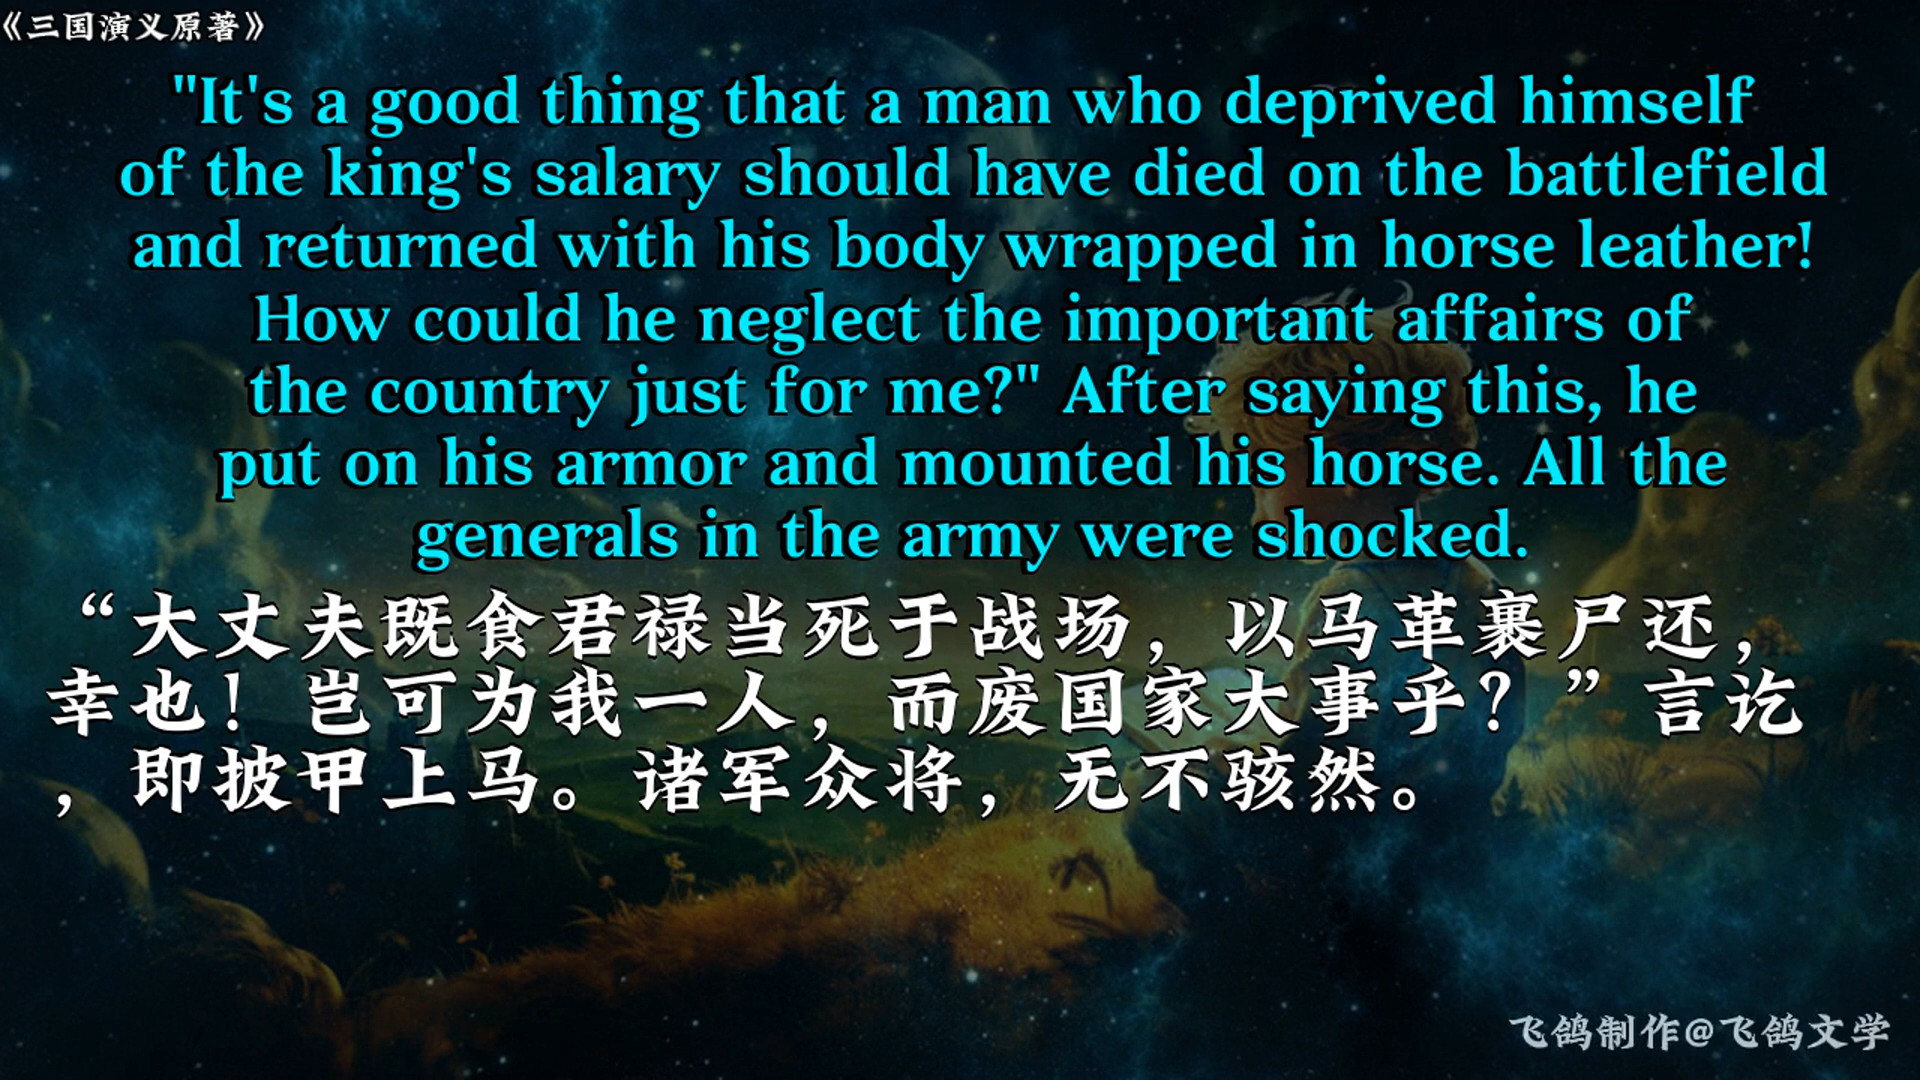 《三国演义原著》
"It's a good thing that a man who deprived himself
of the king's salary should have died on the battlefield
and returned with his body wrapped in horse leather!
How could he neglect the important affairs of
the country just for me?" After saying this, he
put on his armor and mounted his horse. All the
generals in the army were shocked.
“大丈夫既食君禄当死于战场，以马革裹尸还，
幸也！岂可为我一人，而废国家大事乎？”言讫
，即披甲上马。诸军众将，无不骇然。
飞鸽制作@飞鸽文学